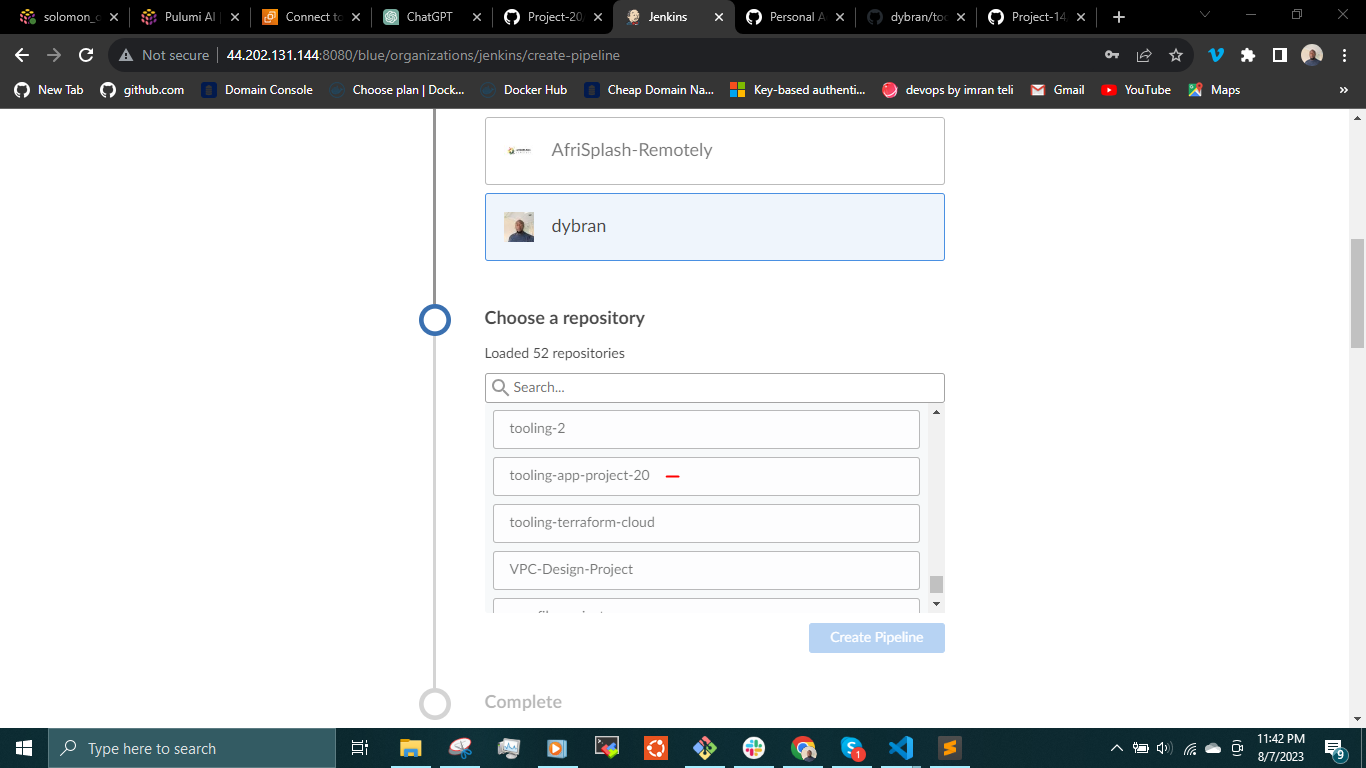 solomon_o
Pulumi AI
Connect to
ChatGPT
Project-20
Jenkins
Personal A
dybran/too
Project-14
Not secure
44.202.131.144:8080/blue/organizations/jenkins/create-pipeline
New Tab
github.com
Domain Console
Choose plan | Dock...
Docker Hub
Cheap Domain Na...
Key-based authenti...
devops by imran teli
Gmail
YouTube
Maps
»
AfriSplash-Remotely
dybran
Choose a repository
Loaded 52 repositories
Search...
tooling-2
tooling-app-project-20
tooling-terraform-cloud
VPC-Design-Project
Create Pipeline
Complete
Type here to search
1
11:42 PM
8/7/2023
9